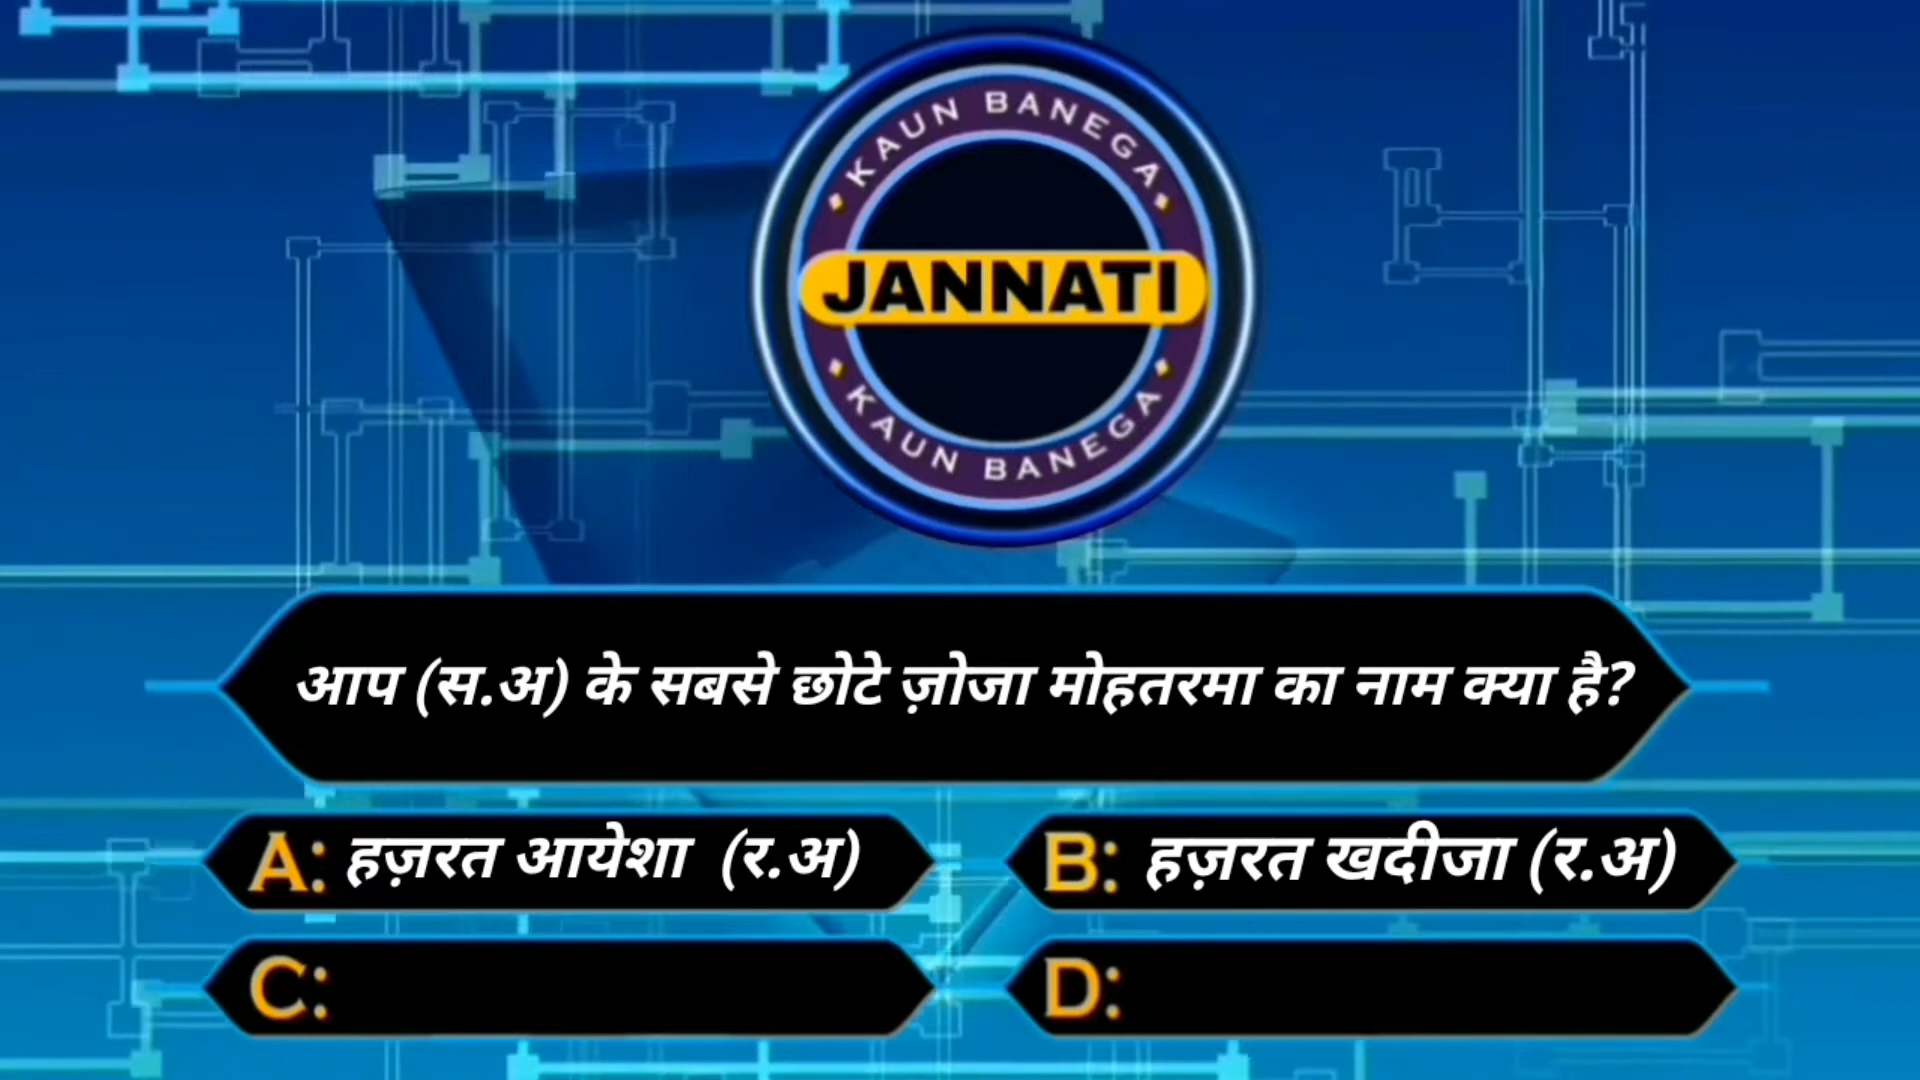 KAUN BANEGA
JANNATI
KAUN BANEGA
आप (स.अ) के सबसे छोटे ज़ोजा मोहतरमा का नाम क्या है?
A: हज़रत आयेशा (र.अ)
B: हज़रत खदीजा (र.अ)
C:
D: